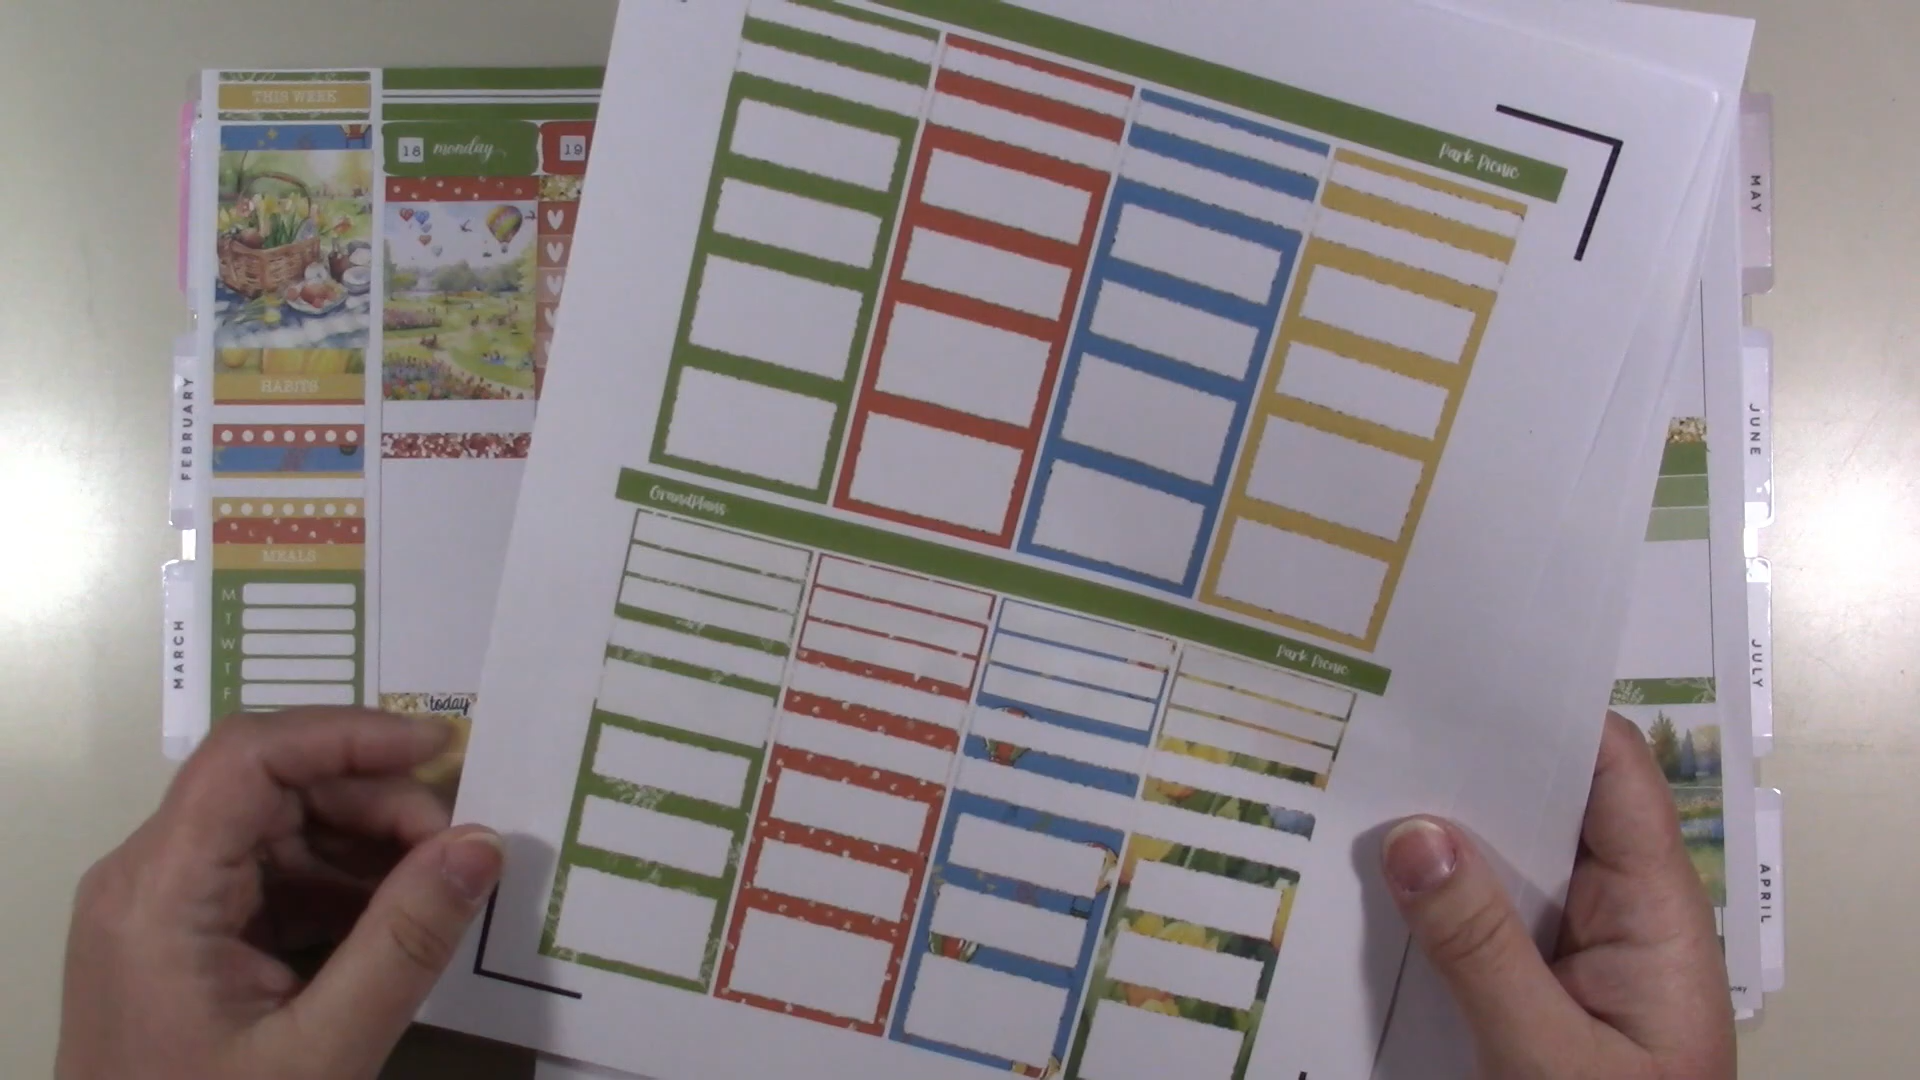 THIS WEEK
18 monday
19
HABITS
MEALS
M
T
W
T
F
today
FEBRUARY
MARCH
Park Picnic
GrandPlans
Park Picnic
MAY
JUNE
JULY
APRIL